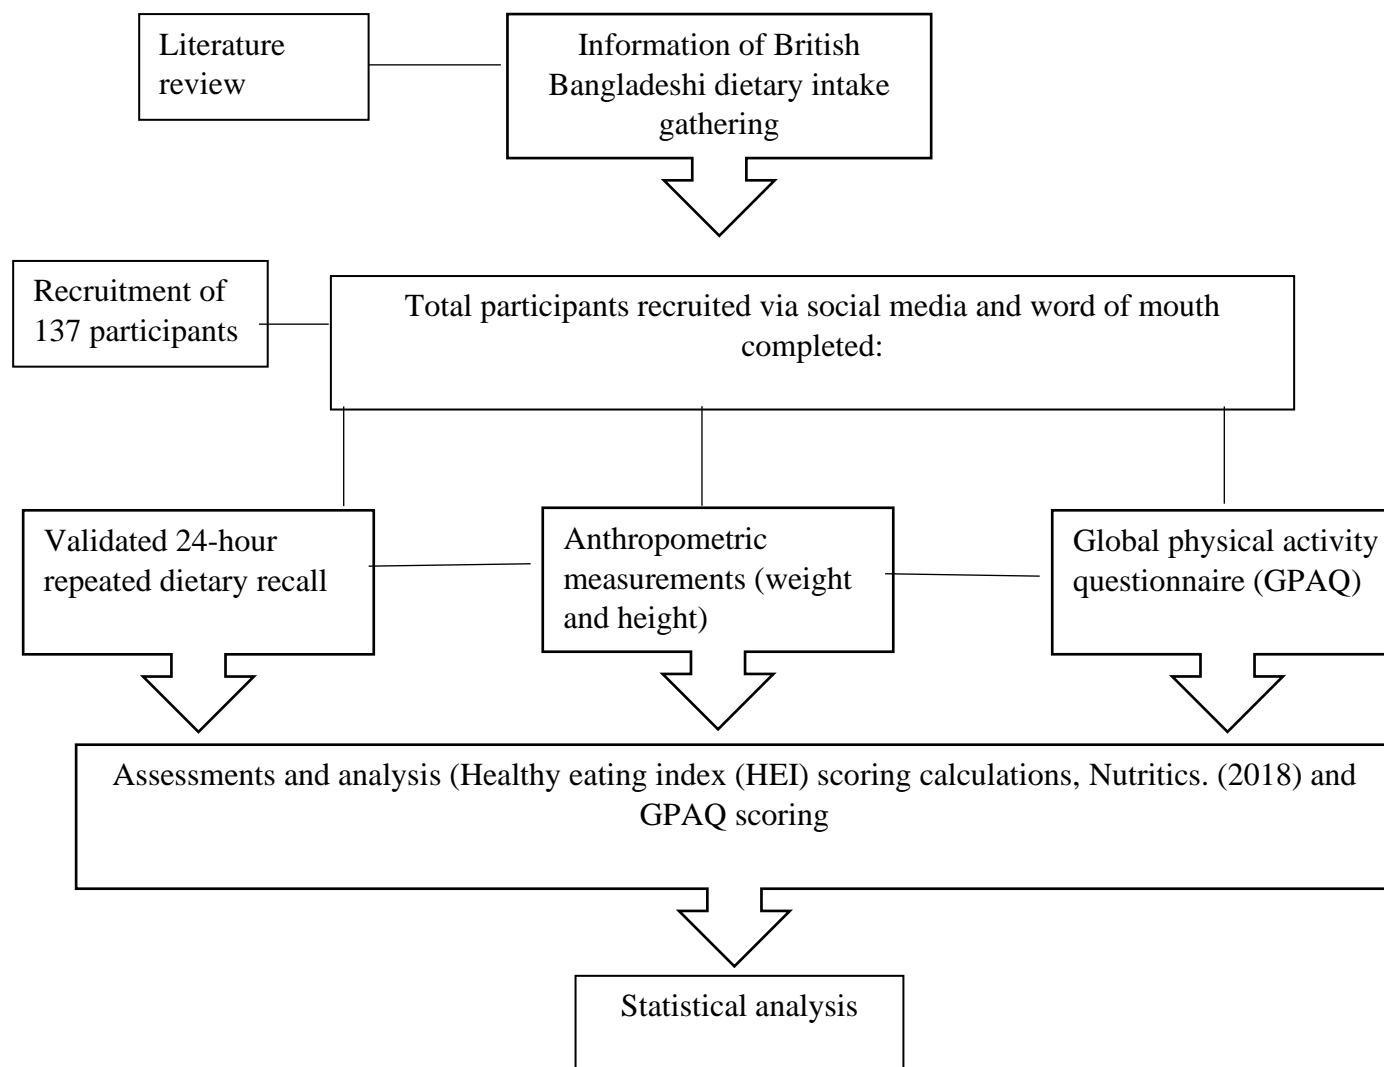 Literature
review
Information of British
Bangladeshi dietary intake
gathering
Recruitment of
137 participants
Total participants recruited via social media and word of mouth
completed:
Validated 24-hour
repeated dietary recall
Anthropometric
measurements (weight
and height)
Global physical activity
questionnaire (GPAQ)
Assessments and analysis (Healthy eating index (HEI) scoring calculations, Nutritics. (2018) and
GPAQ scoring
Statistical analysis